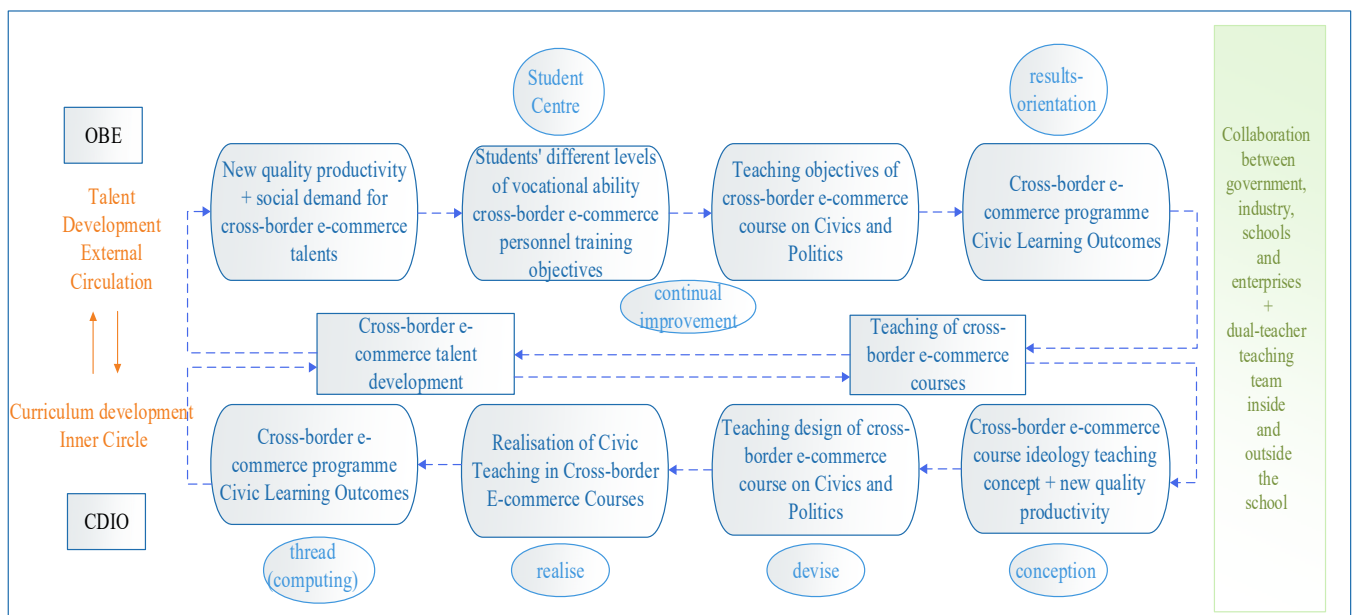 Student
Centre
results-
orientation
OBE
New quality productivity
+ social demand for
cross-border e-commerce
talents
Students' different levels
of vocational ability
cross-border e-commerce
personnel training
objectives
Teaching objectives of
cross-border e-commerce
course on Civics and
Politics
Cross-border e-
commerce programme
Civic Learning Outcomes
Talent
Development
External
Circulation
continual
improvement
Cross-border e-
commerce talent
development
Teaching of cross-
border e-commerce
courses
Curriculum development
Inner Circle
Cross-border e-
commerce programme
Civic Learning Outcomes
Realisation of Civic
Teaching in Cross-border
E-commerce Courses
Teaching design of cross-
border e-commerce
course on Civics and
Politics
Cross-border e-commerce
course ideology teaching
concept + new quality
productivity
CDIO
thread
(computing)
realise
devise
conception
Collaboration
between
government,
industry,
schools
and
enterprises
+
dual-teacher
teaching
team
inside
and
outside
the
school